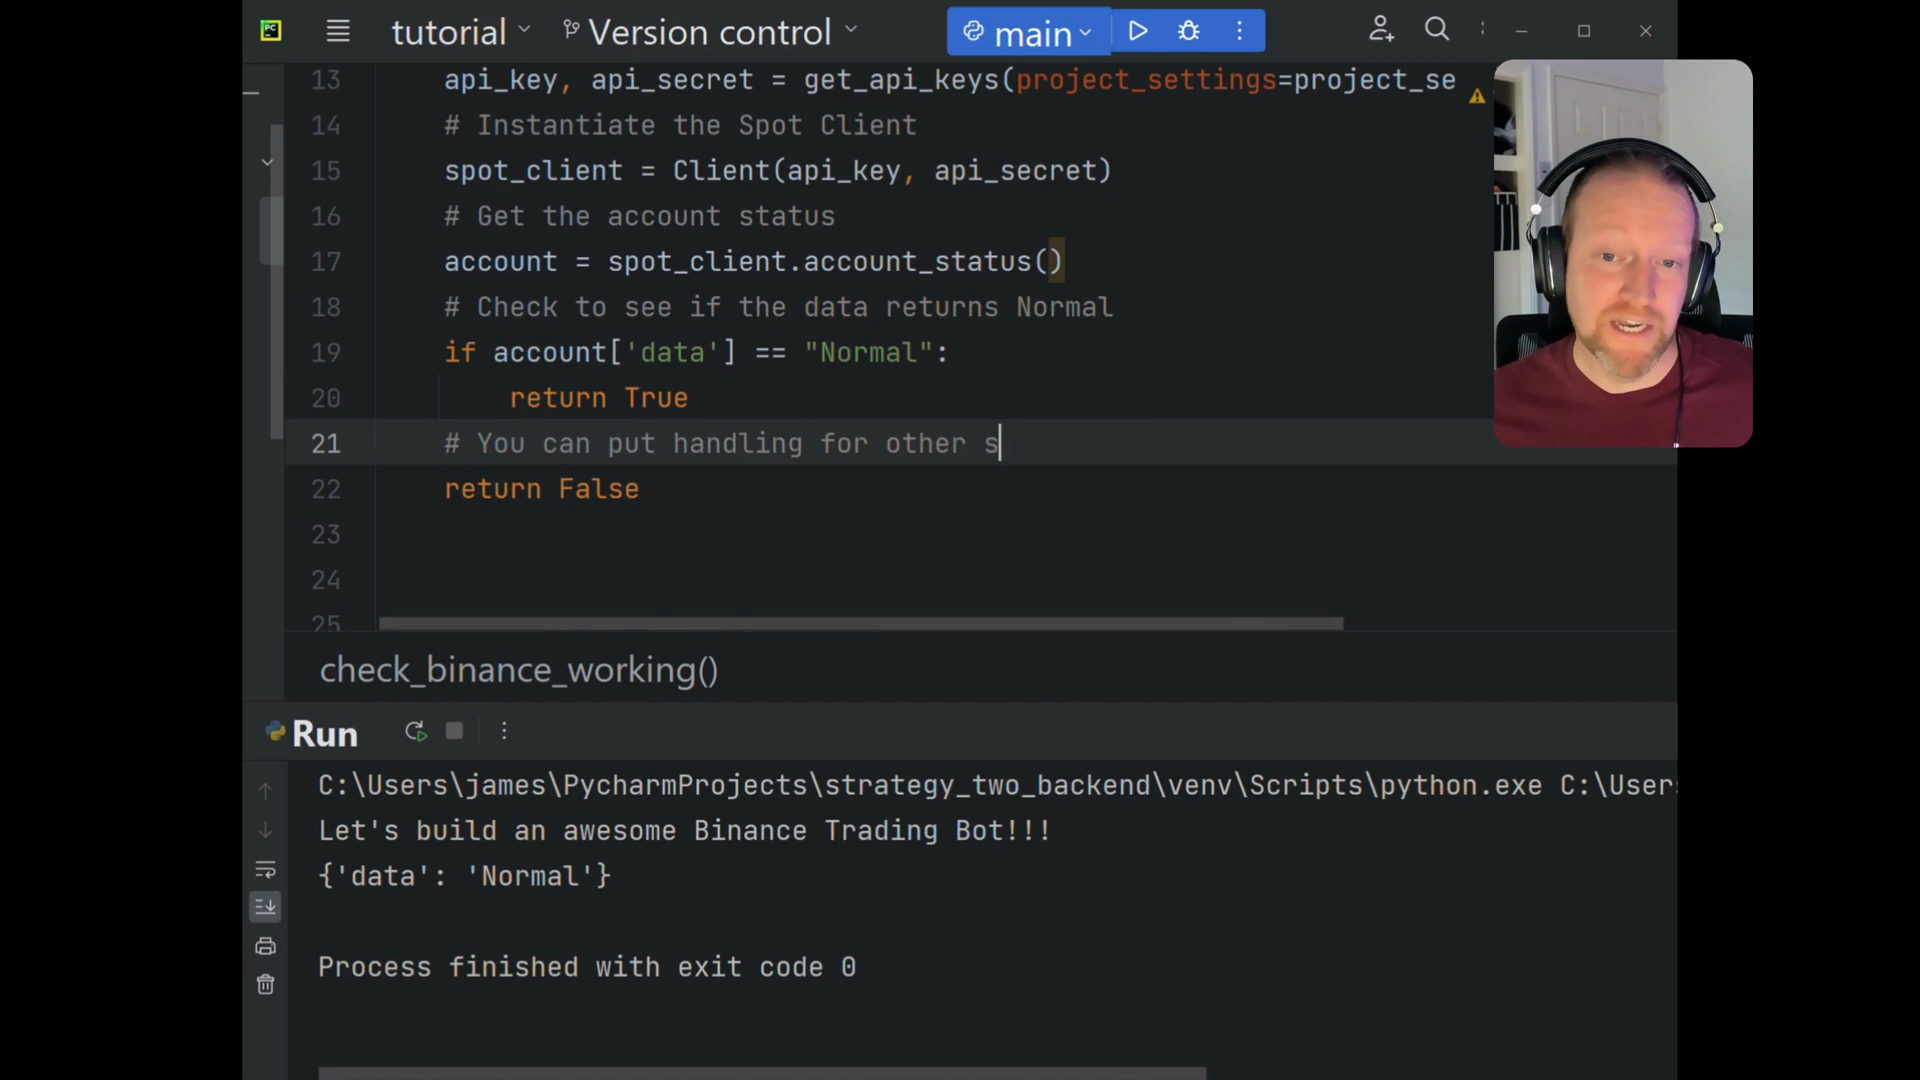 PC
tutorial
Version control
main
13 api_key, api_secret = get_api_keys(project_settings=project_se
14 # Instantiate the Spot Client
15 spot_client = Client(api_key, api_secret)
16 # Get the account status
17 account = spot_client.account_status()
18 # Check to see if the data returns Normal
19 if account['data'] == "Normal":
20 return True
21 # You can put handling for other s
22 return False
23
24
25
check_binance_working()
Run
C:\Users\james\PycharmProjects\strategy_two_backend\venv\Scripts\python.exe C:\User
Let's build an awesome Binance Trading Bot!!!
{'data': 'Normal'}
Process finished with exit code 0